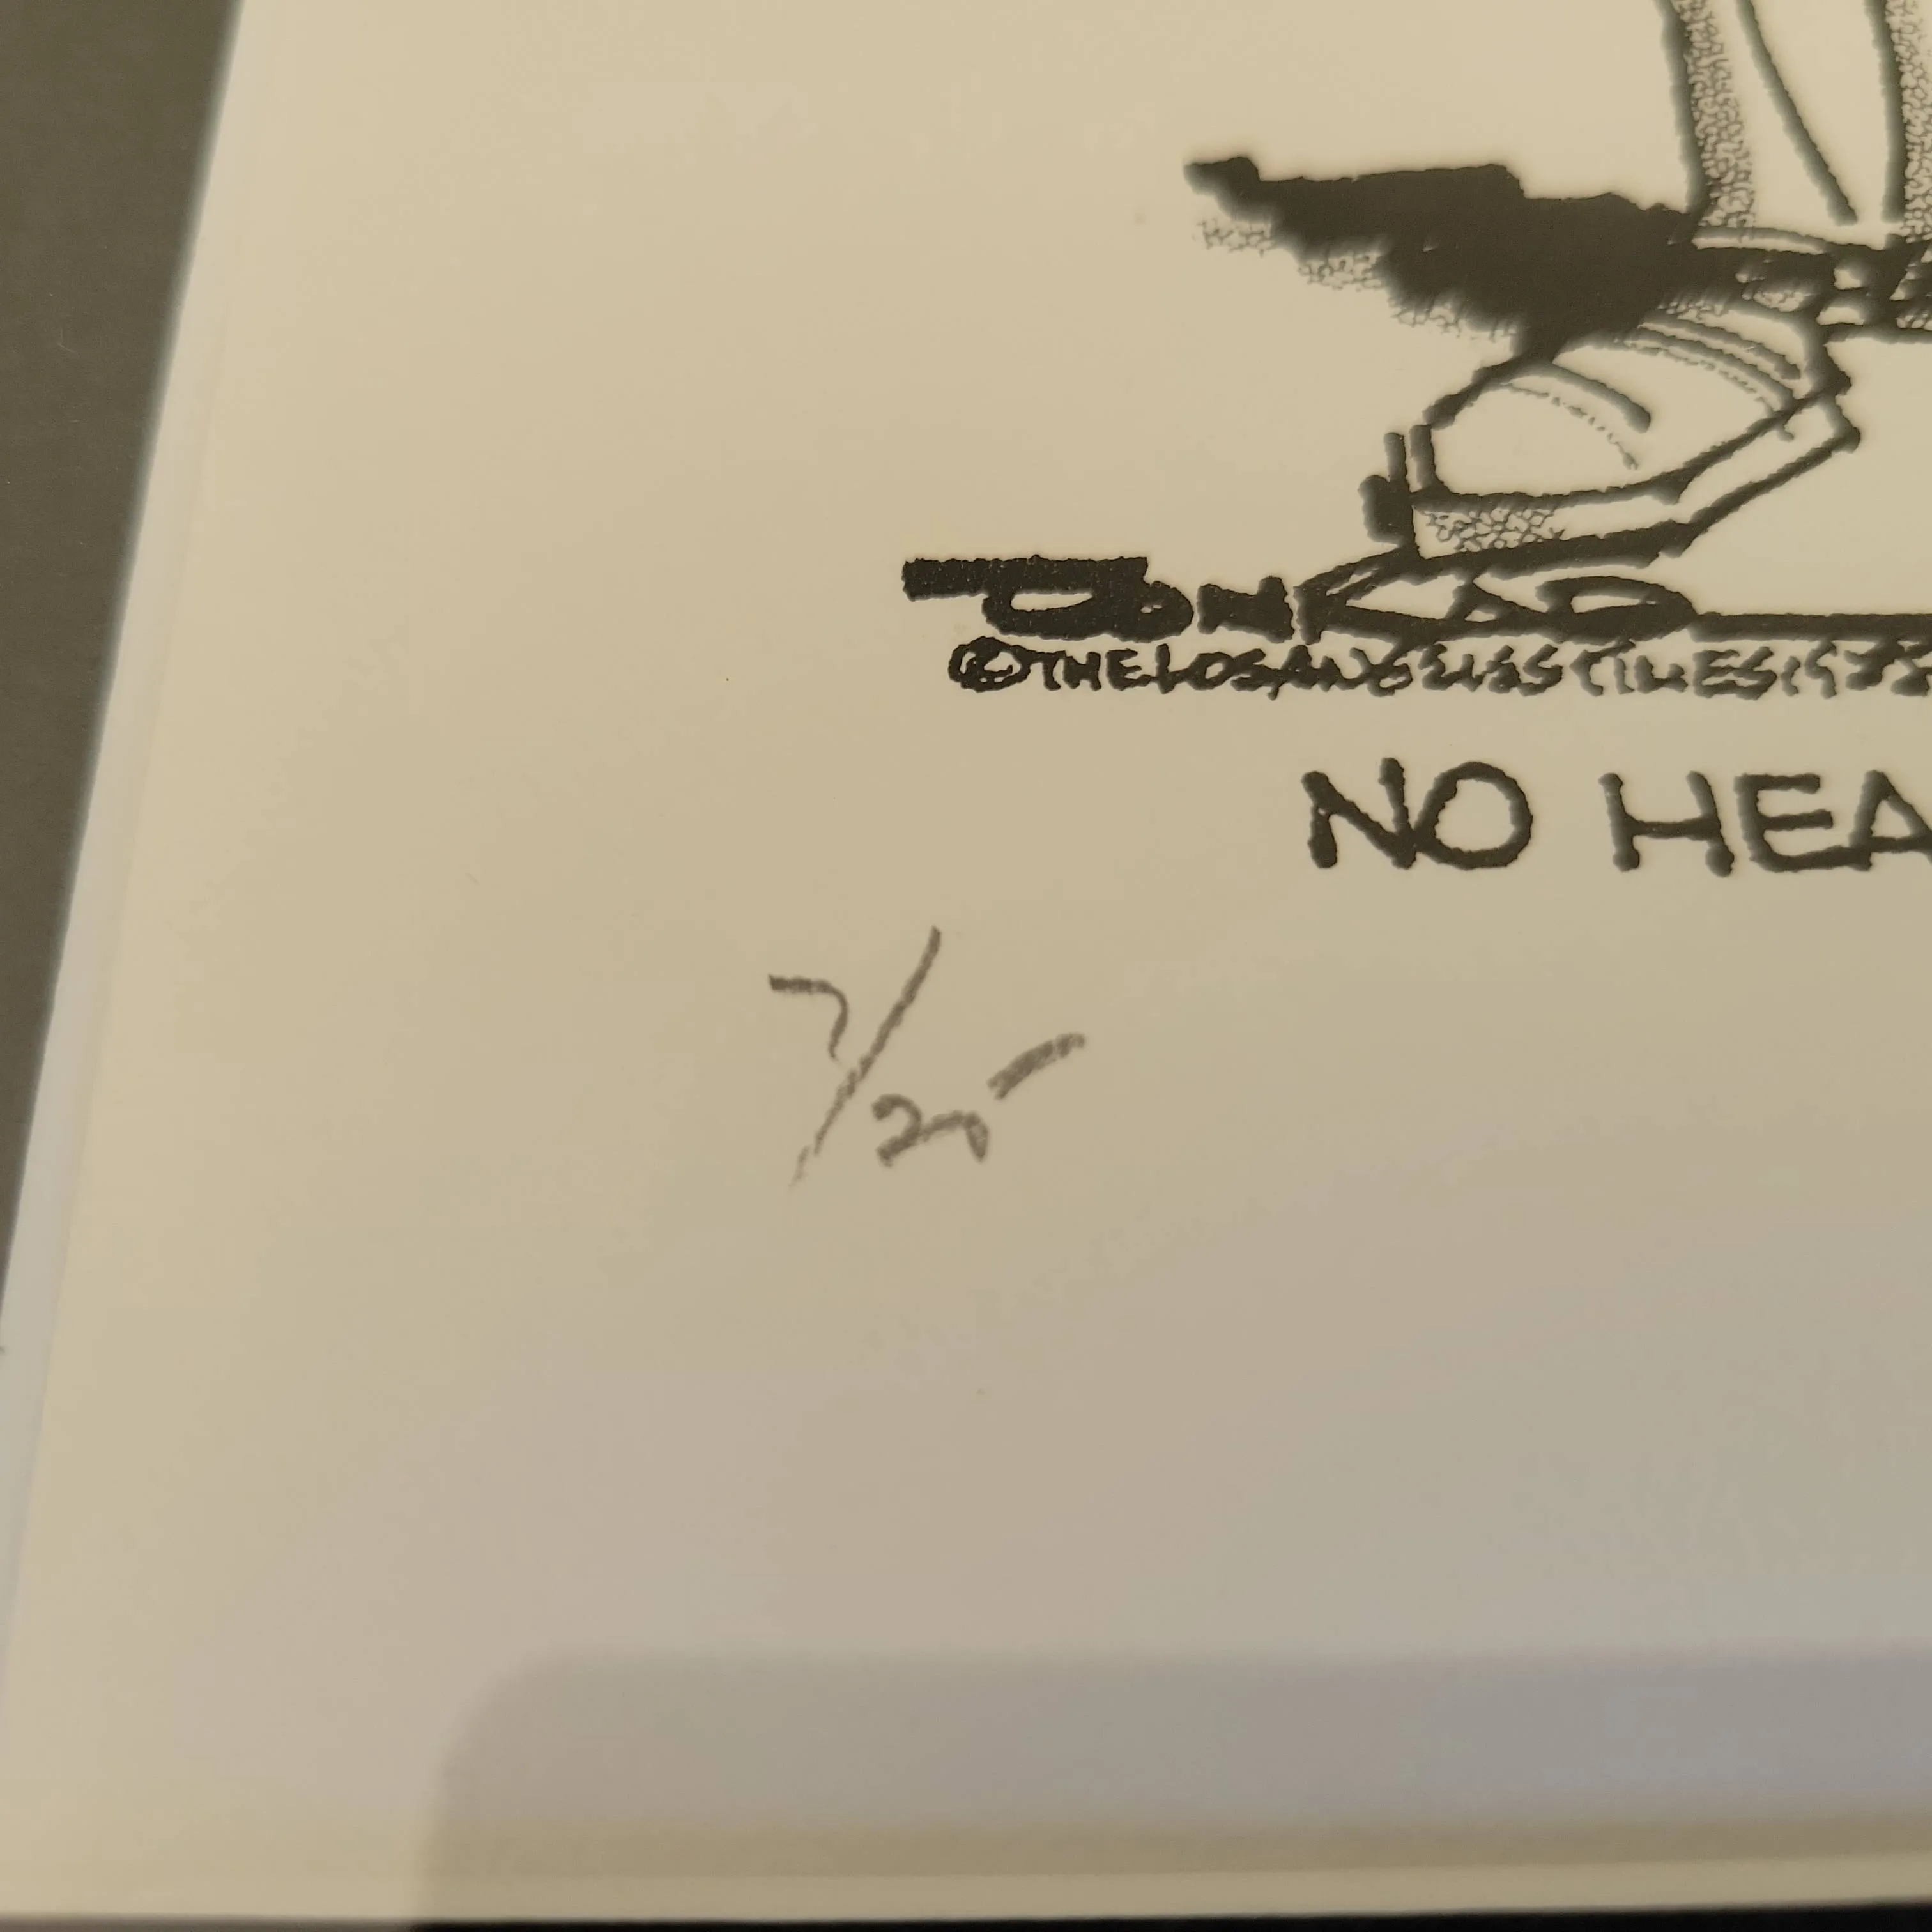 CONRAD
© THE LOS ANGELES TIMES
NO HEA
7/25